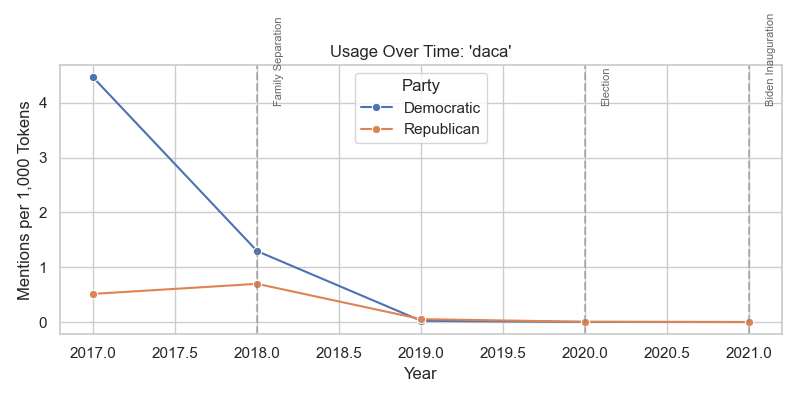 Usage Over Time: 'daca'
Family Separation
Election
Biden Inauguration
Party
Democratic
Republican
Mentions per 1,000 Tokens
4
3
2
1
0
2017.0 2017.5 2018.0 2018.5 2019.0 2019.5 2020.0 2020.5 2021.0
Year